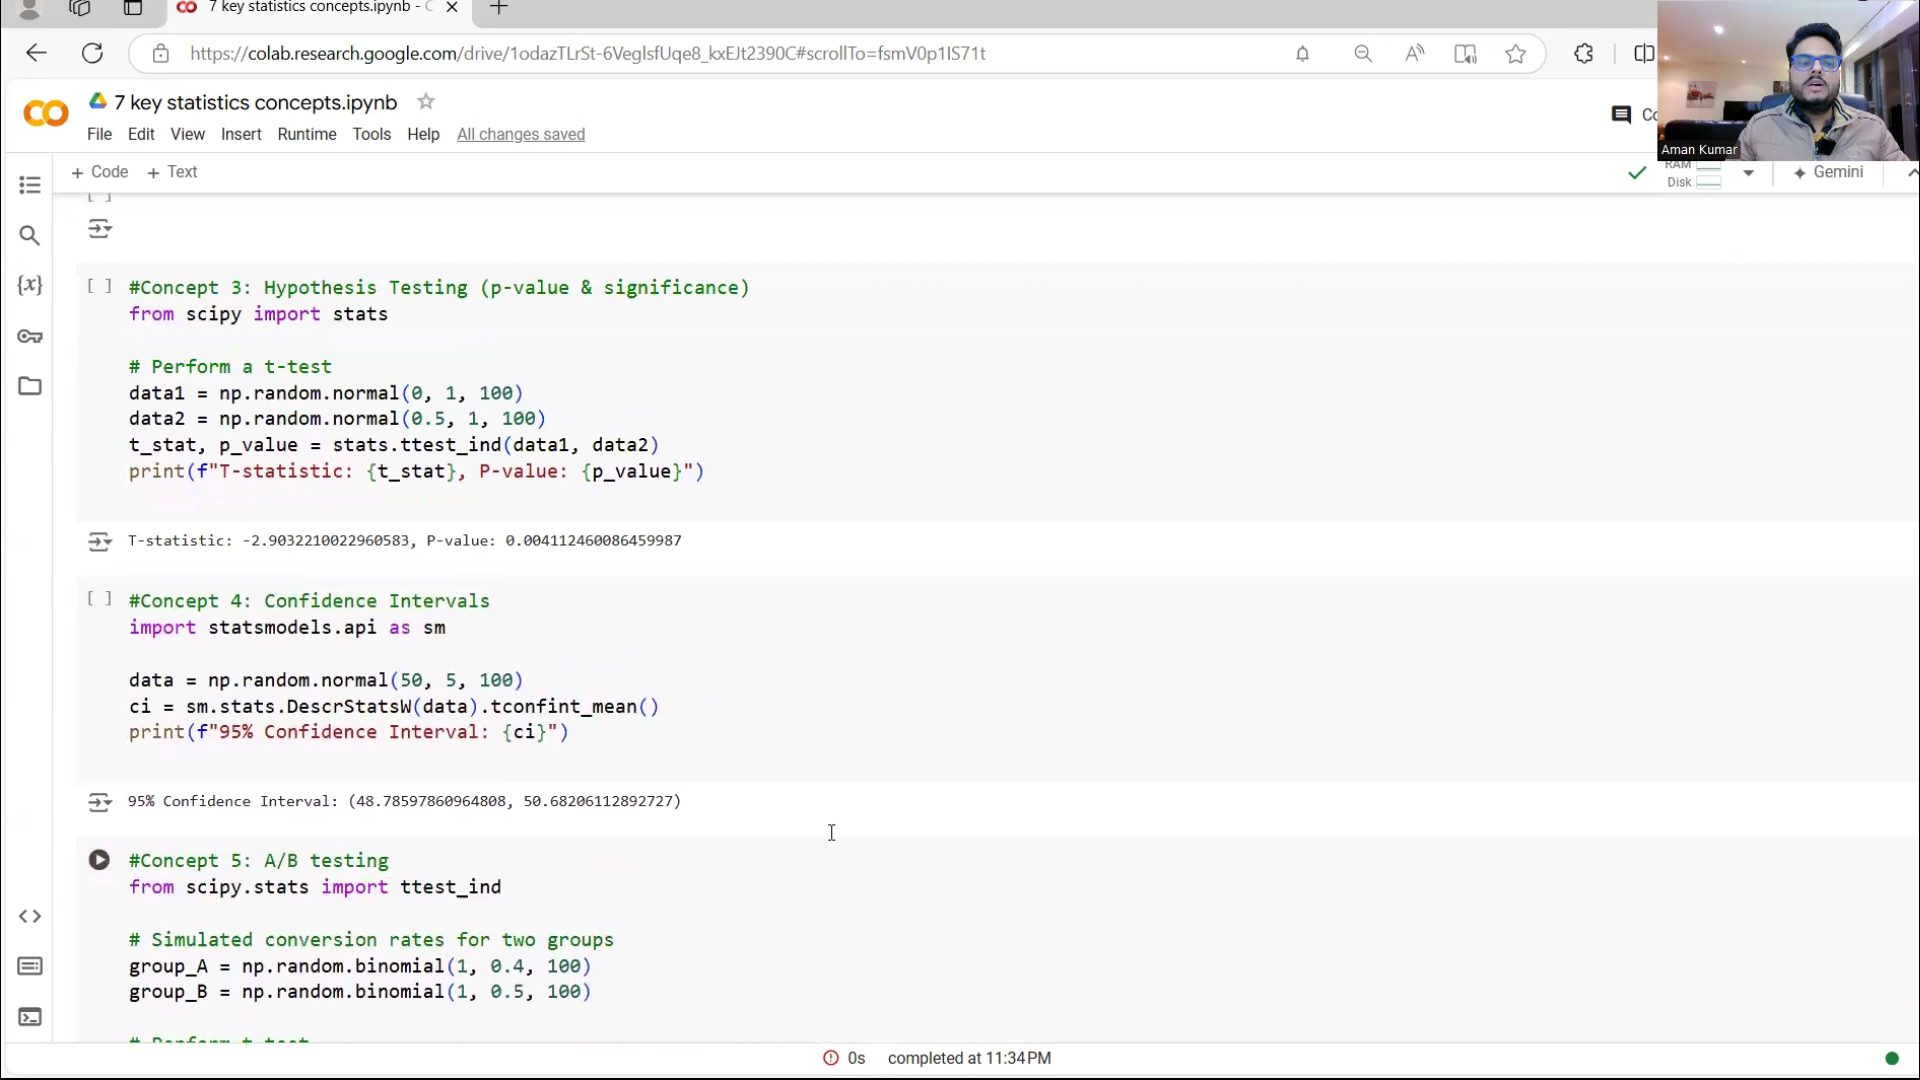 7 key statistics concepts.ipynb - C
https://colab.research.google.com/drive/1odazTLrSt-6VeglsfUqe8_kxEJt2390C#scrollTo=fsmV0p1IS71t
7 key statistics concepts.ipynb
File Edit View Insert Runtime Tools Help All changes saved
Aman Kumar
+ Code + Text
RAM
Disk
Gemini
[ ]
[ ] #Concept 3: Hypothesis Testing (p-value & significance)
from scipy import stats
# Perform a t-test
data1 = np.random.normal(0, 1, 100)
data2 = np.random.normal(0.5, 1, 100)
t_stat, p_value = stats.ttest_ind(data1, data2)
print(f"T-statistic: {t_stat}, P-value: {p_value}")
T-statistic: -2.9032210022960583, P-value: 0.004112460086459987
[ ] #Concept 4: Confidence Intervals
import statsmodels.api as sm
data = np.random.normal(50, 5, 100)
ci = sm.stats.DescrStatsW(data).tconfint_mean()
print(f"95% Confidence Interval: {ci}")
95% Confidence Interval: (48.78597860964808, 50.68206112892727)
#Concept 5: A/B testing
from scipy.stats import ttest_ind
# Simulated conversion rates for two groups
group_A = np.random.binomial(1, 0.4, 100)
group_B = np.random.binomial(1, 0.5, 100)
# Perform t-test
0s completed at 11:34 PM